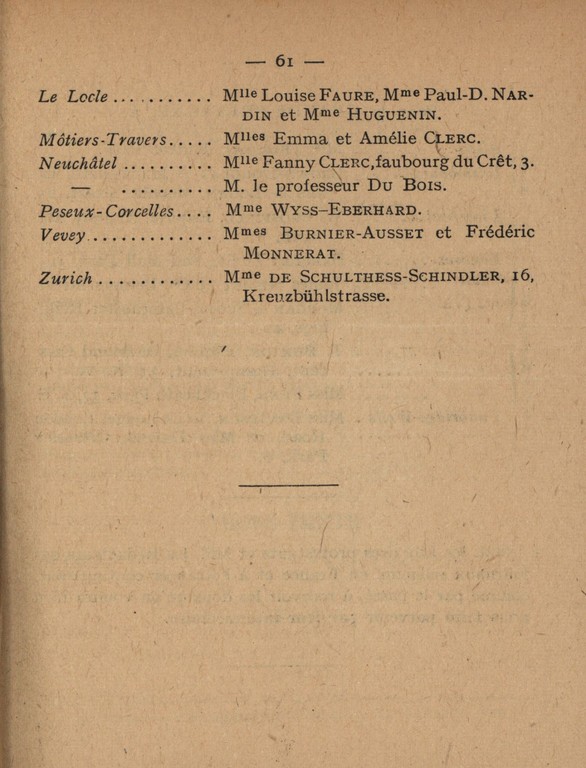 — 61 —
Le Locle ............ Mlle Louise FAURE, Mme Paul-D. NAR-
DIN et Mme HUGUENIN.
Môtiers-Travers..... Mlles Emma et Amélie CLERC.
Neuchâtel .......... Mlle Fanny CLERC, faubourg du Crêt, 3.
— .......... M. le professeur DU BOIS.
Peseux-Corcelles.... Mme WYSS-EBERHARD.
Vevey.............. Mmes BURNIER-AUSSET et Frédéric
MONNERAT.
Zurich ............. Mme DE SCHULTHESS-SCHINDLER, 16,
Kreuzbühlstrasse.